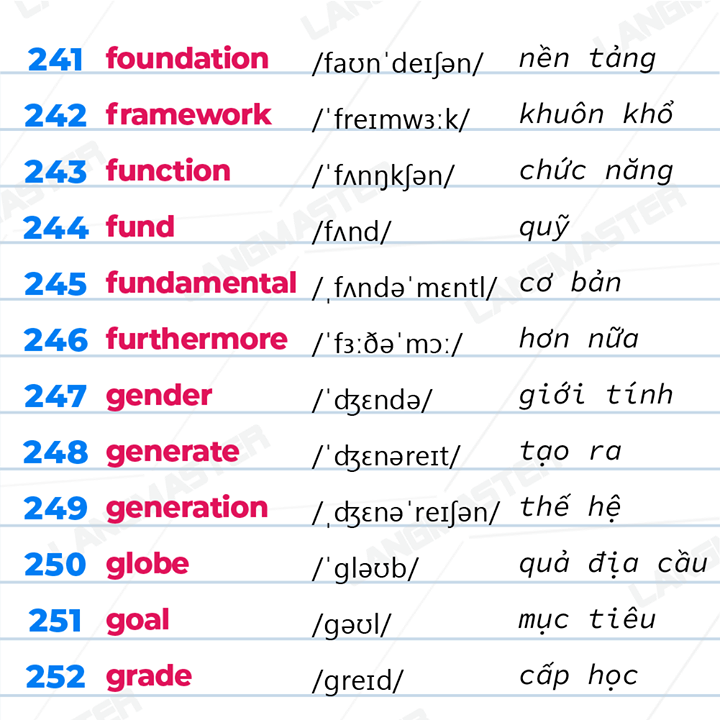 241 foundation /faʊnˈdeɪʃən/ nền tảng
242 framework /ˈfreɪmwɜːk/ khuôn khổ
243 function /ˈfʌnŋkʃən/ chức năng
244 fund /fʌnd/ quỹ
245 fundamental /ˌfʌndəˈmɛntl/ cơ bản
246 furthermore /ˈfɜːðəˈmɔː/ hơn nữa
247 gender /ˈʤɛndə/ giới tính
248 generate /ˈʤɛnəreɪt/ tạo ra
249 generation /ˌʤɛnəˈreɪʃən/ thế hệ
250 globe /ˈgləʊb/ quả địa cầu
251 goal /gəʊl/ mục tiêu
252 grade /greɪd/ cấp học
LANGMASTER